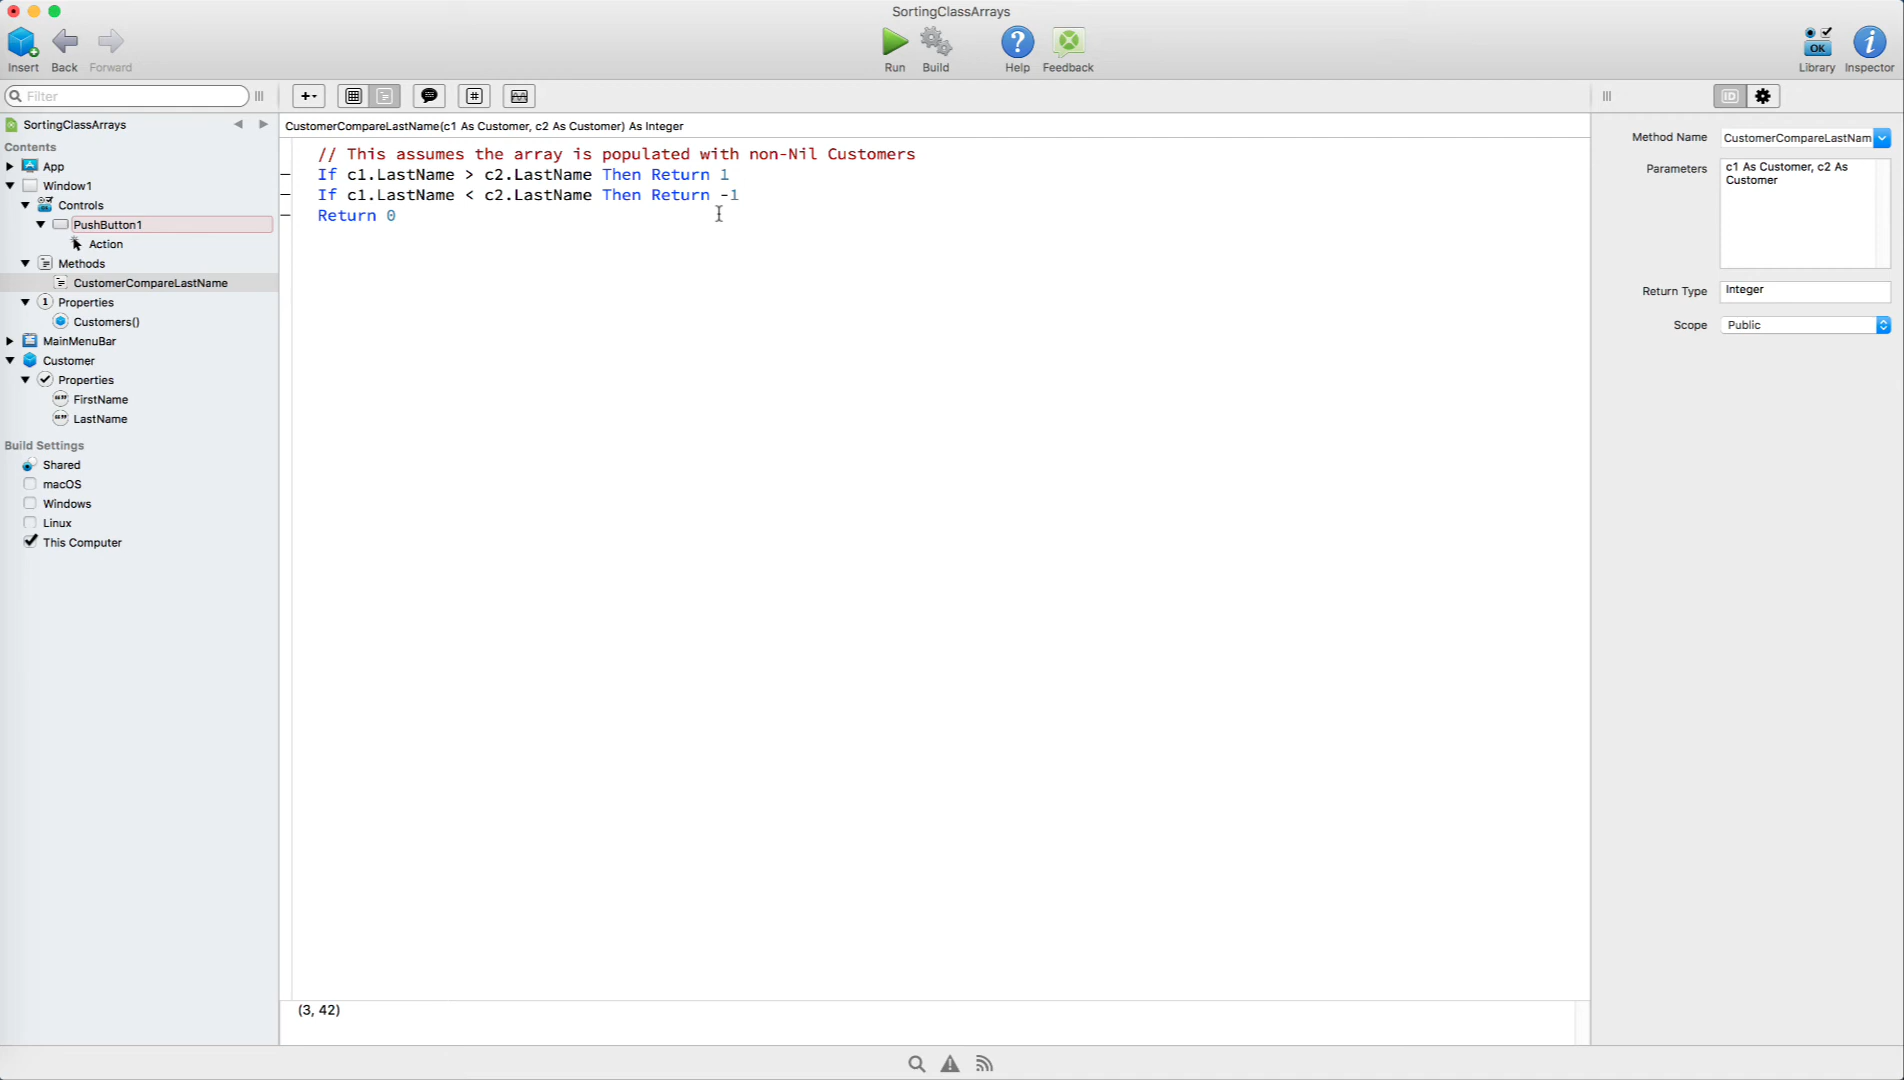 SortingClassArrays
Insert Back Forward
Run Build Help Feedback
OK
Library Inspector
Filter
SortingClassArrays
Contents
App
Window1
Controls
PushButton1
Action
Methods
CustomerCompareLastName
Properties
Customers()
MainMenuBar
Customer
Properties
FirstName
LastName
Build Settings
Shared
macOS
Windows
Linux
This Computer
CustomerCompareLastName(c1 As Customer, c2 As Customer) As Integer
// This assumes the array is populated with non-Nil Customers
If c1.LastName > c2.LastName Then Return 1
If c1.LastName < c2.LastName Then Return -1
Return 0
(3, 42)
ID
Method Name CustomerCompareLastNam
Parameters c1 As Customer, c2 As
Customer
Return Type Integer
Scope Public